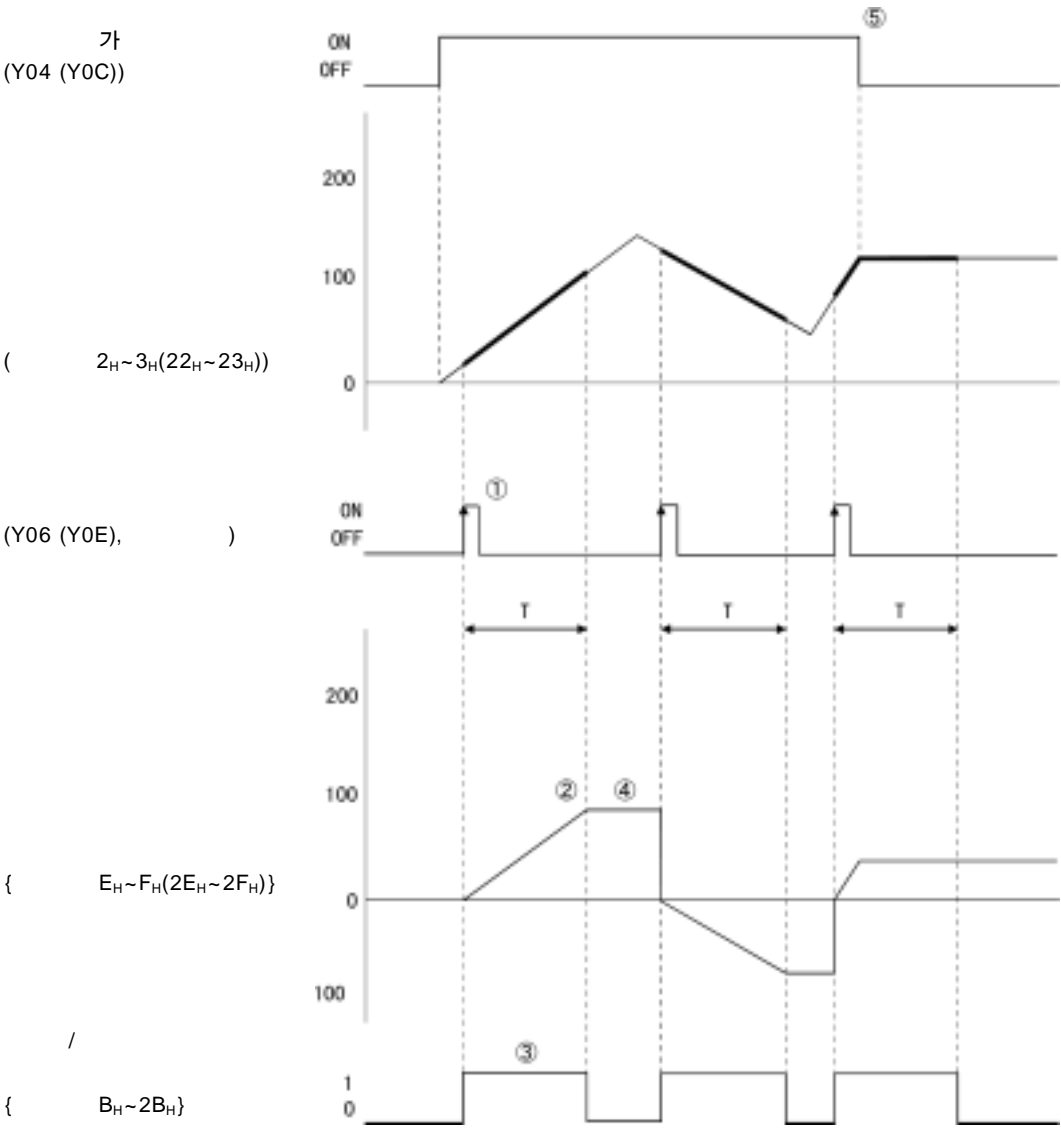 ⑤
가
ON
(Y04 (Y0C))
OFF
200
100
( 2H~3H(22H~23H))
0
①
ON
(Y06 (Y0E), )
OFF
T T T
200
100
② ④
{ EH~FH(2EH~2FH)}
0
100
/
③
1
{ BH~2BH}
0